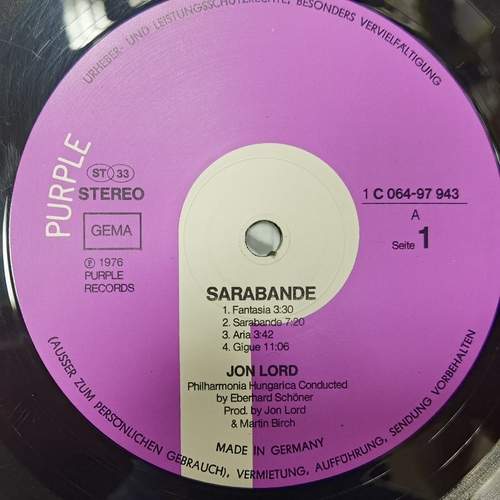 URHEBER- UND LEISTUNGSSCHUTZRECHTE, BESONDERS VERVIELFÄLTIGUNG
PURPLE
ST 33
STEREO
GEMA
℗ 1976
PURPLE
RECORDS
1 C 064-97 943
A
Seite 1
SARABANDE
1. Fantasia 3:30
2. Sarabande 7:20
3. Aria 3:42
4. Gigue 11:06
JON LORD
Philharmonia Hungarica Conducted
by Eberhard Schöner
Prod. by Jon Lord
& Martin Birch
MADE IN GERMANY
(AUSSER ZUM PERSÖNLICHEN GEBRAUCH), VERMIETUNG, AUFFÜHRUNG, SENDUNG VORBEHALTEN